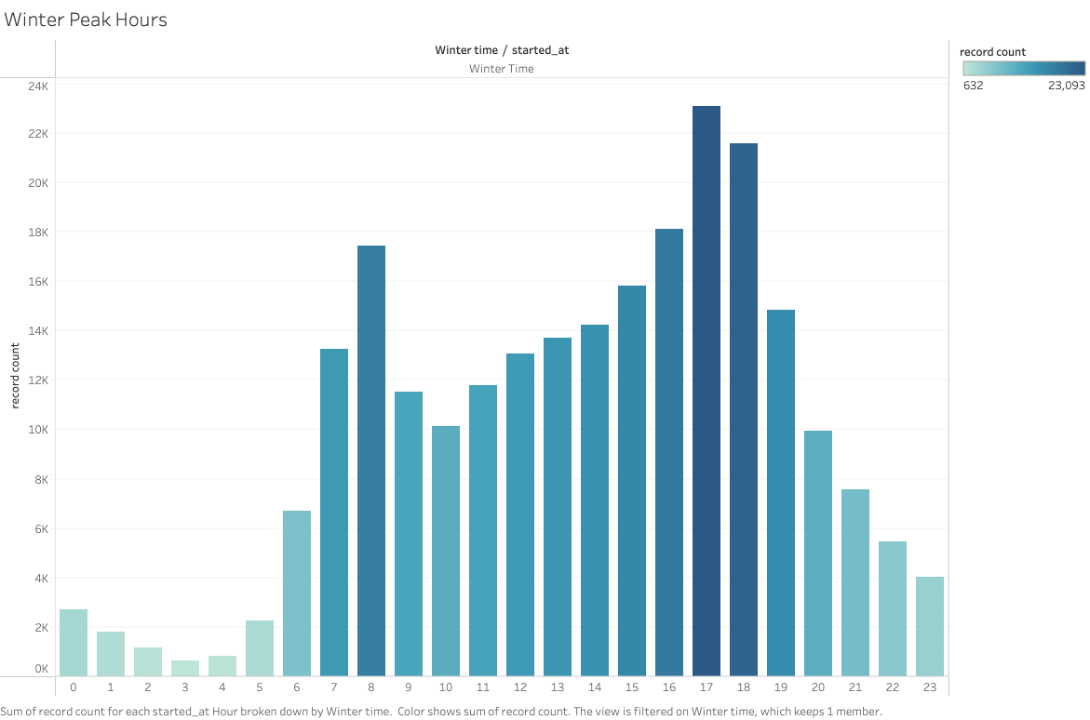 Winter Peak Hours
Winter time / started_at
Winter Time
record count
632 23,093
24K
22K
20K
18K
16K
14K
12K
10K
8K
6K
4K
2K
0K
record count
0 1 2 3 4 5 6 7 8 9 10 11 12 13 14 15 16 17 18 19 20 21 22 23
Sum of record count for each started_at Hour broken down by Winter time. Color shows sum of record count. The view is filtered on Winter time, which keeps 1 member.